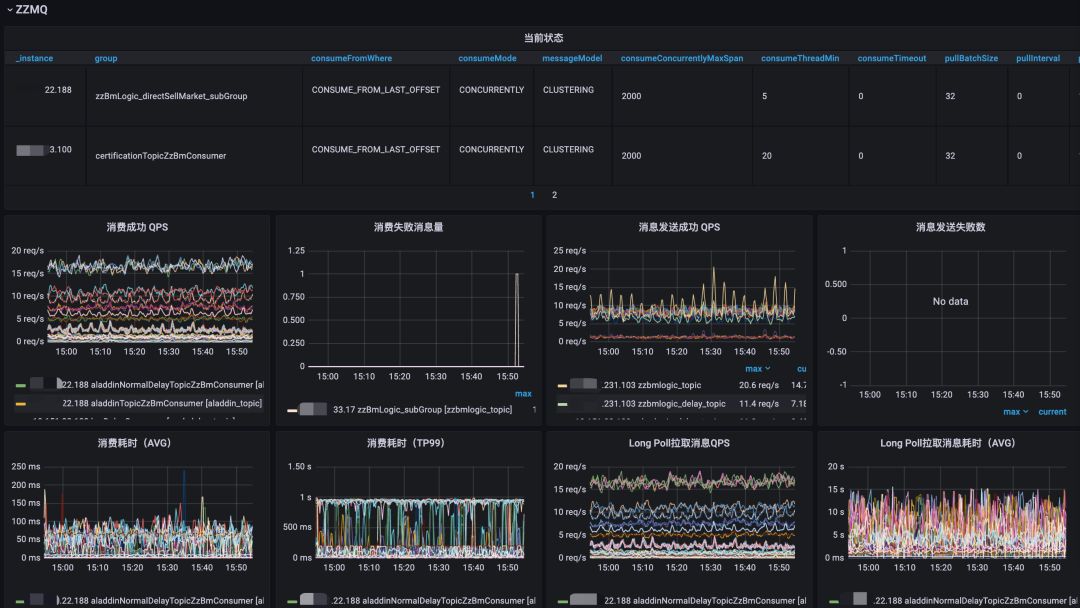 ZZMQ
当前状态
_instance group consumeFromWhere consumeMode messageModel consumeConcurrentlyMaxSpan consumeThreadMin consumeTimeout pullBatchSize pullInterval
22.188 zzBmLogic_directSellMarket_subGroup CONSUME_FROM_LAST_OFFSET CONCURRENTLY CLUSTERING 2000 5 0 32 0
3.100 certificationTopicZzBmConsumer CONSUME_FROM_LAST_OFFSET CONCURRENTLY CLUSTERING 2000 20 0 32 0
1 2
消费成功 QPS
20 req/s
15 req/s
10 req/s
5 req/s
0 req/s
15:00 15:10 15:20 15:30 15:40 15:50
22.188 aladdinNormalDelayTopicZzBmConsumer [al
22.188 aladdinTopicZzBmConsumer [aladdin_topic]
消费失败消息量
1.25
1
0.750
0.500
0.250
0
15:00 15:10 15:20 15:30 15:40 15:50
max
33.17 zzBmLogic_subGroup [zzbmlogic_topic] 1
消息发送成功 QPS
25 req/s
20 req/s
15 req/s
10 req/s
5 req/s
0 req/s
15:00 15:10 15:20 15:30 15:40 15:50
max cu
.231.103 zzbmlogic_topic 20.6 req/s 14.7
.231.103 zzbmlogic_delay_topic 11.4 req/s 7.18
消息发送失败数
1
0.500
0
-0.50
-1
No data
15:00 15:10 15:20 15:30 15:40 15:50
max current
消费耗时（AVG）
250 ms
200 ms
150 ms
100 ms
50 ms
0 ms
15:00 15:10 15:20 15:30 15:40 15:50
.22.188 aladdinNormalDelayTopicZzBmConsumer [al
消费耗时（TP99）
1.50 s
1 s
500 ms
0 ms
15:00 15:10 15:20 15:30 15:40 15:50
.22.188 aladdinNormalDelayTopicZzBmConsumer [al
Long Poll拉取消息QPS
20 req/s
15 req/s
10 req/s
5 req/s
0 req/s
15:00 15:10 15:20 15:30 15:40 15:50
22.188 aladdinNormalDelayTopicZzBmConsumer [al
Long Poll拉取消息耗时（AVG）
20 s
15 s
10 s
5 s
0 ms
15:00 15:10 15:20 15:30 15:40 15:50
.22.188 aladdinNormalDelayTopicZzBmConsumer [al